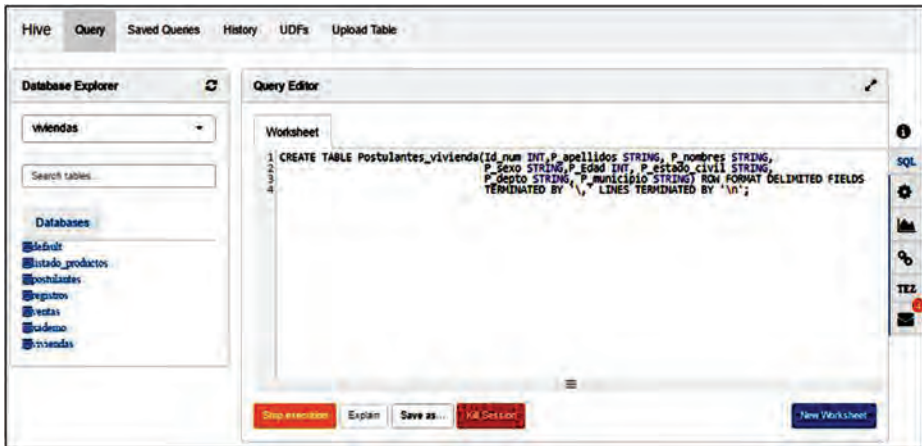 Hive Query Saved Queries History UDFs Upload Table
Database Explorer
viviendas
Search tables...
Databases
default
listado_productos
postulantes
registros
ventas
xademo
viviendas
Query Editor
Worksheet
1 CREATE TABLE Postulantes_vivienda(Id_num INT,P_apellidos STRING, P_nombres STRING,
2 P_Sexo STRING,P_Edad INT, P_estado_civil STRING,
3 P_depto STRING, P_municipio STRING) ROW FORMAT DELIMITED FIELDS
4 TERMINATED BY '\,' LINES TERMINATED BY '\n';
Stop execution Explain Save as... Kill Session New Worksheet
SQL
TEZ